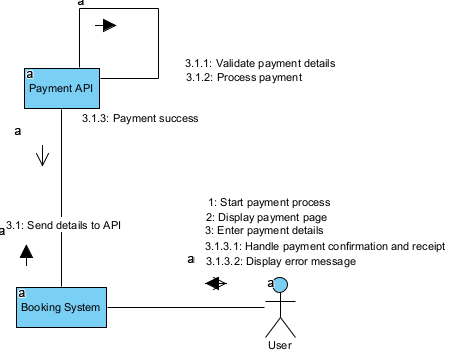 a
a
Payment API
3.1.1: Validate payment details
3.1.2: Process payment
3.1.3: Payment success
a
3.1: Send details to API
a
1: Start payment process
2: Display payment page
3: Enter payment details
3.1.3.1: Handle payment confirmation and receipt
3.1.3.2: Display error message
a
a
a
Booking System
User